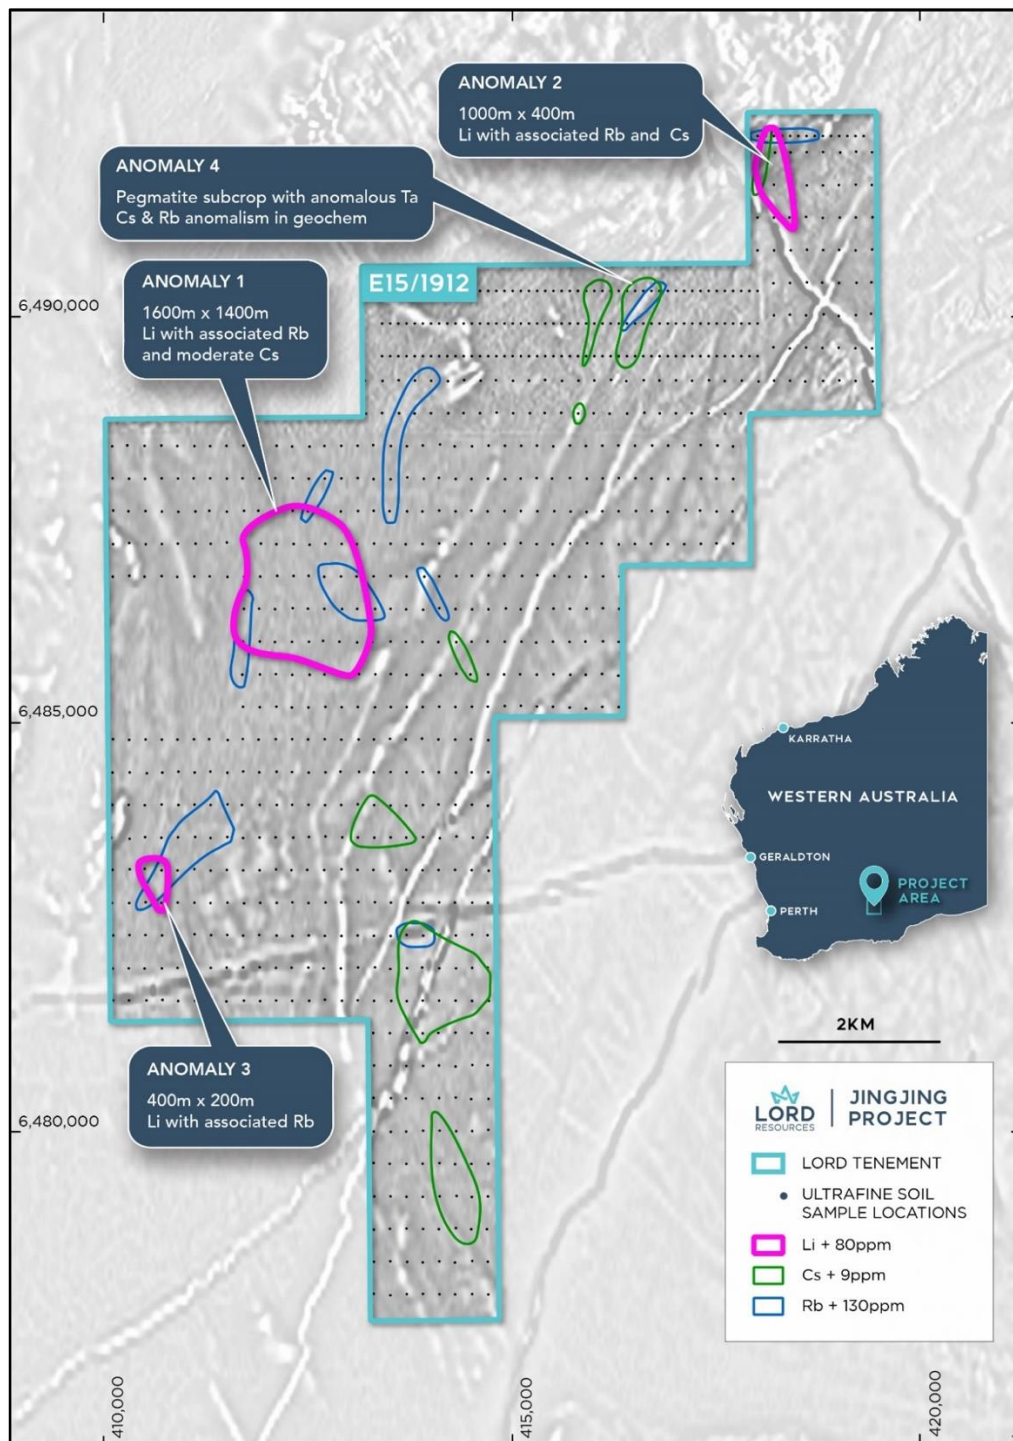 ANOMALY 2
1000m x 400m
Li with associated Rb and Cs
ANOMALY 4
Pegmatite subcrop with anomalous Ta
Cs & Rb anomalism in geochem
ANOMALY 1
1600m x 1400m
Li with associated Rb
and moderate Cs
E15/1912
6,490,000
6,485,000
6,480,000
KARRATHA
WESTERN AUSTRALIA
GERALDTON
PROJECT
AREA
PERTH
ANOMALY 3
400m x 200m
Li with associated Rb
2KM
LORD
RESOURCES
JINGJING
PROJECT
LORD TENEMENT
ULTRAFINE SOIL
SAMPLE LOCATIONS
Li + 80ppm
Cs + 9ppm
Rb + 130ppm
410,000
415,000
420,000